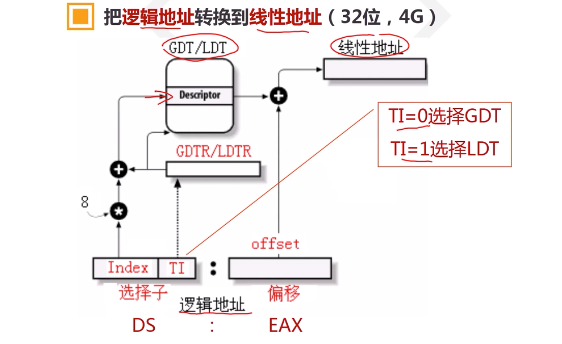 把逻辑地址转换到线性地址（32位，4G）
GDT/LDT
线性地址
Descriptor
+
TI=0选择GDT
TI=1选择LDT
GDTR/LDTR
+
8
*
offset
Index TI : 
选择子
偏移
逻辑地址
DS : EAX